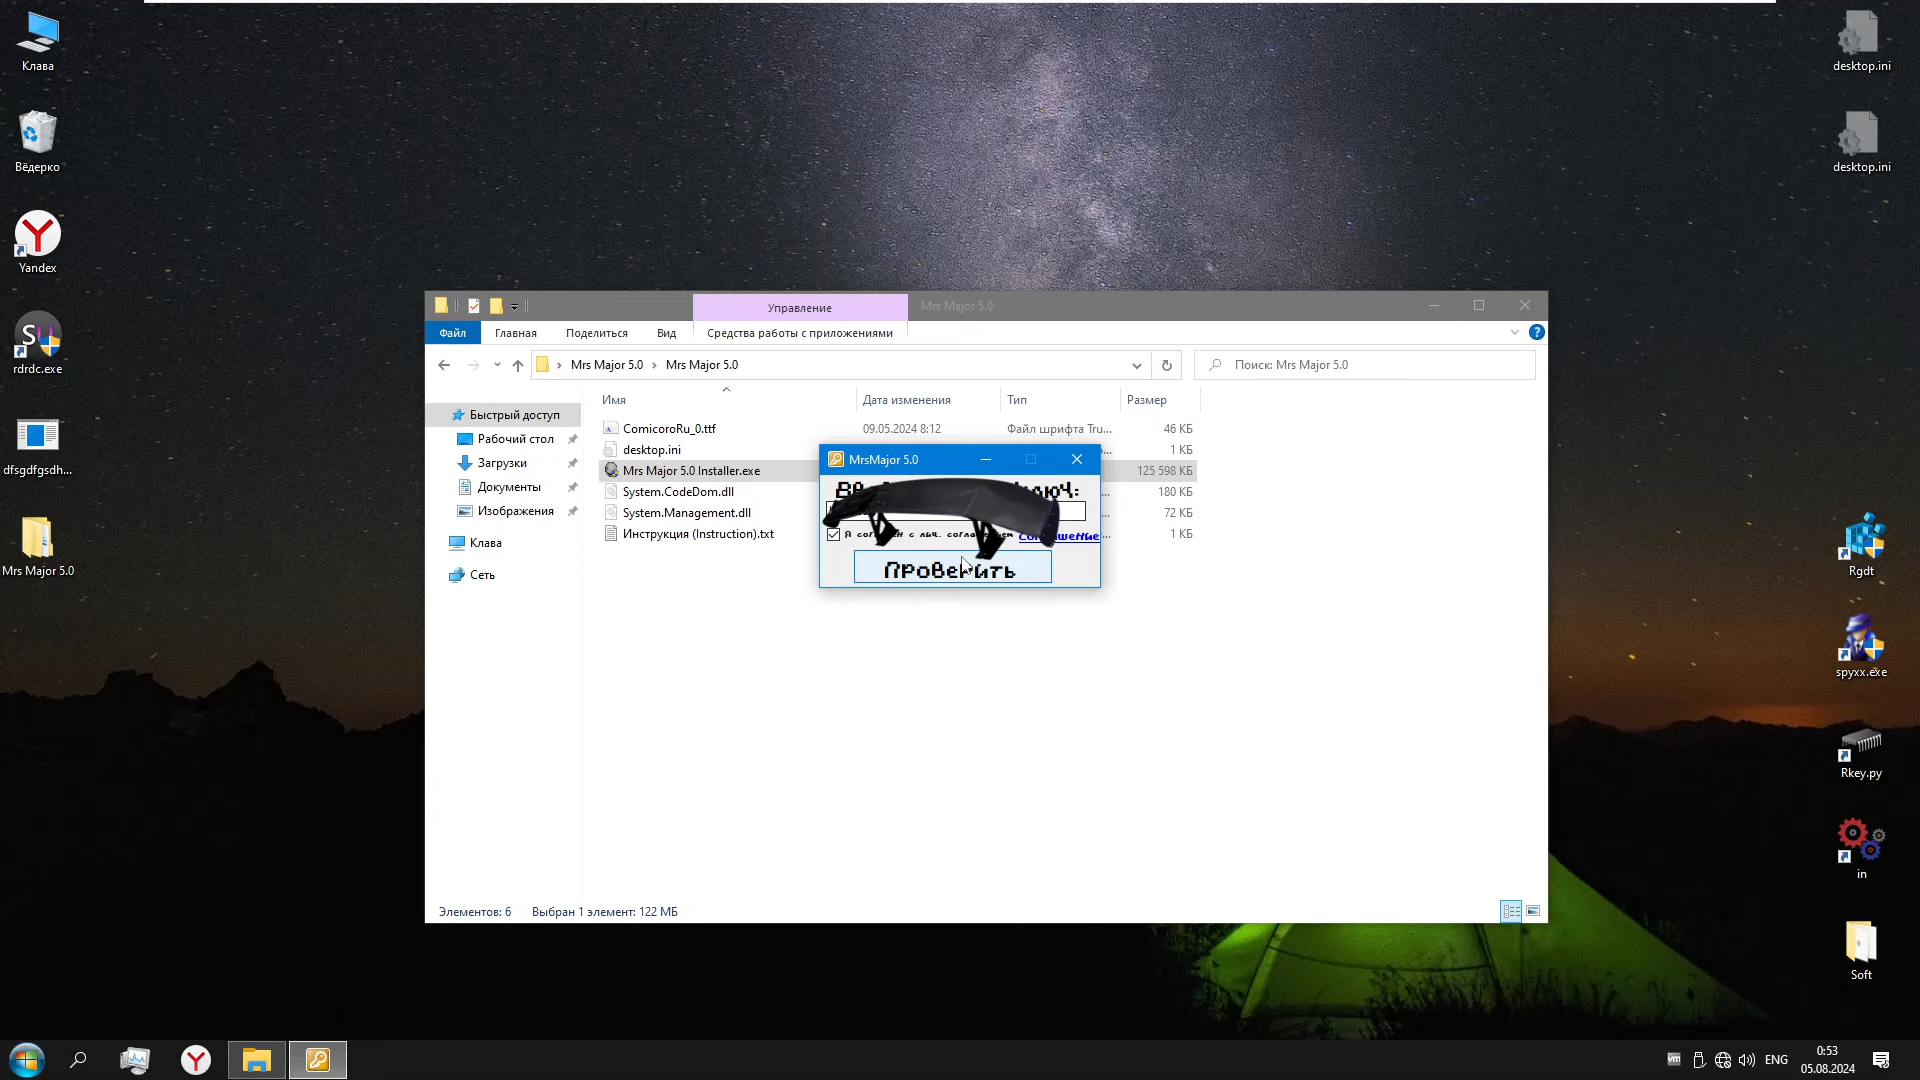 Клава
Вёдерко
Yandex
rdrdc.exe
dfsgdfgsdh...
Mrs Major 5.0
desktop.ini
desktop.ini
Rgdt
spyxx.exe
Rkey.py
in
Soft
Управление
Mrs Major 5.0
Файл
Главная
Поделиться
Вид
Средства работы с приложениями
Mrs Major 5.0 › Mrs Major 5.0
Поиск: Mrs Major 5.0
Быстрый доступ
Рабочий стол
Загрузки
Документы
Изображения
Клава
Сеть
Имя Дата изменения Тип Размер
ComicoroRu_0.ttf 09.05.2024 8:12 Файл шрифта Tru... 46 КБ
desktop.ini 1 КБ
Mrs Major 5.0 Installer.exe 125 598 КБ
System.CodeDom.dll 180 КБ
System.Management.dll 72 КБ
Инструкция (Instruction).txt 1 КБ
MrsMajor 5.0
Я с лиц.
Соглашение
Проверить
Элементов: 6 Выбран 1 элемент: 122 МБ
vm
ENG
0:53
05.08.2024